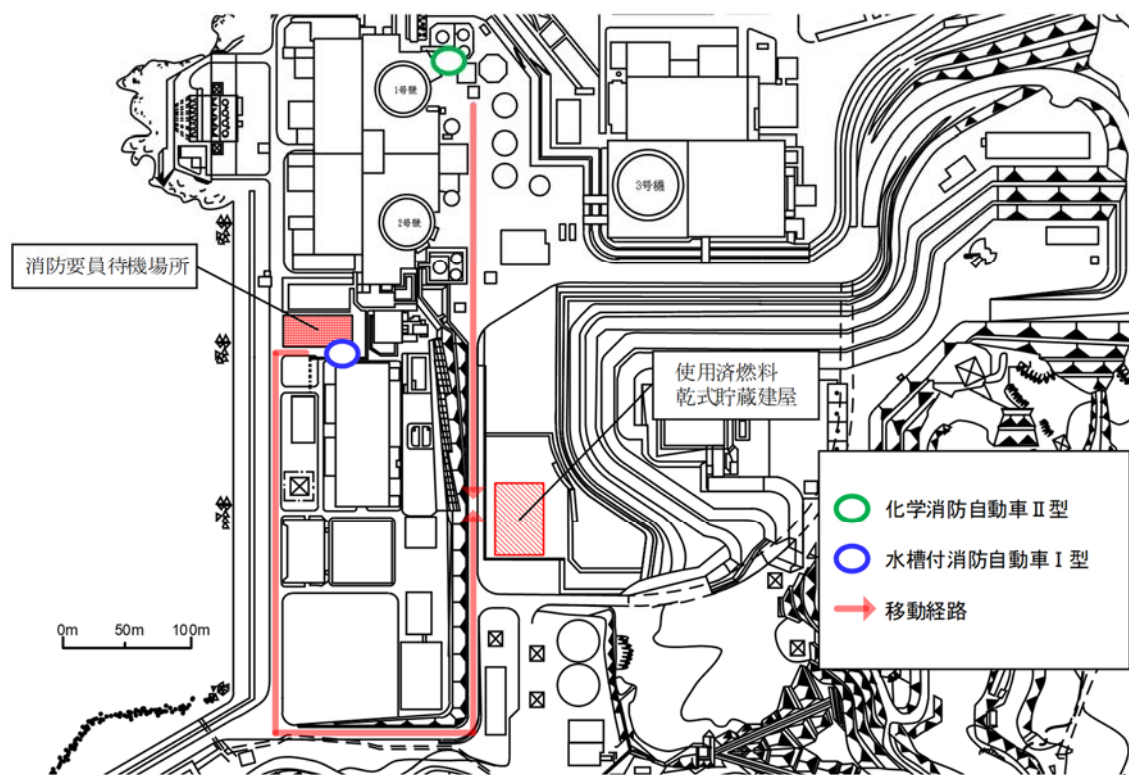 1号機
2号機
3号機
消防要員待機場所
使用済燃料
乾式貯蔵建屋
化学消防自動車Ⅱ型
水槽付消防自動車Ⅰ型
移動経路
0m 50m 100m